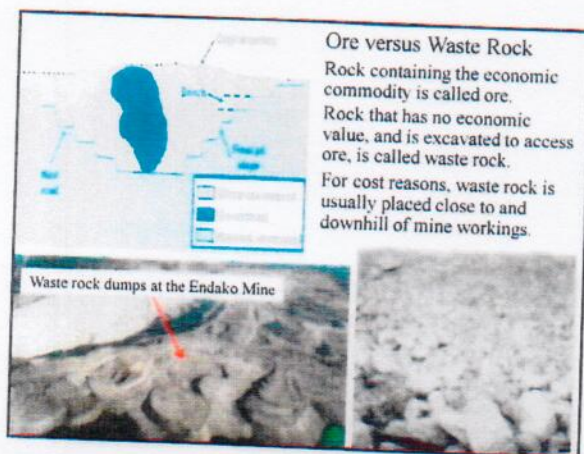 Ore versus Waste Rock
Rock containing the economic
commodity is called ore.
Rock that has no economic
value, and is excavated to access
ore, is called waste rock.
For cost reasons, waste rock is
usually placed close to and
downhill of mine workings.
Bench
Waste rock dumps at the Endako Mine